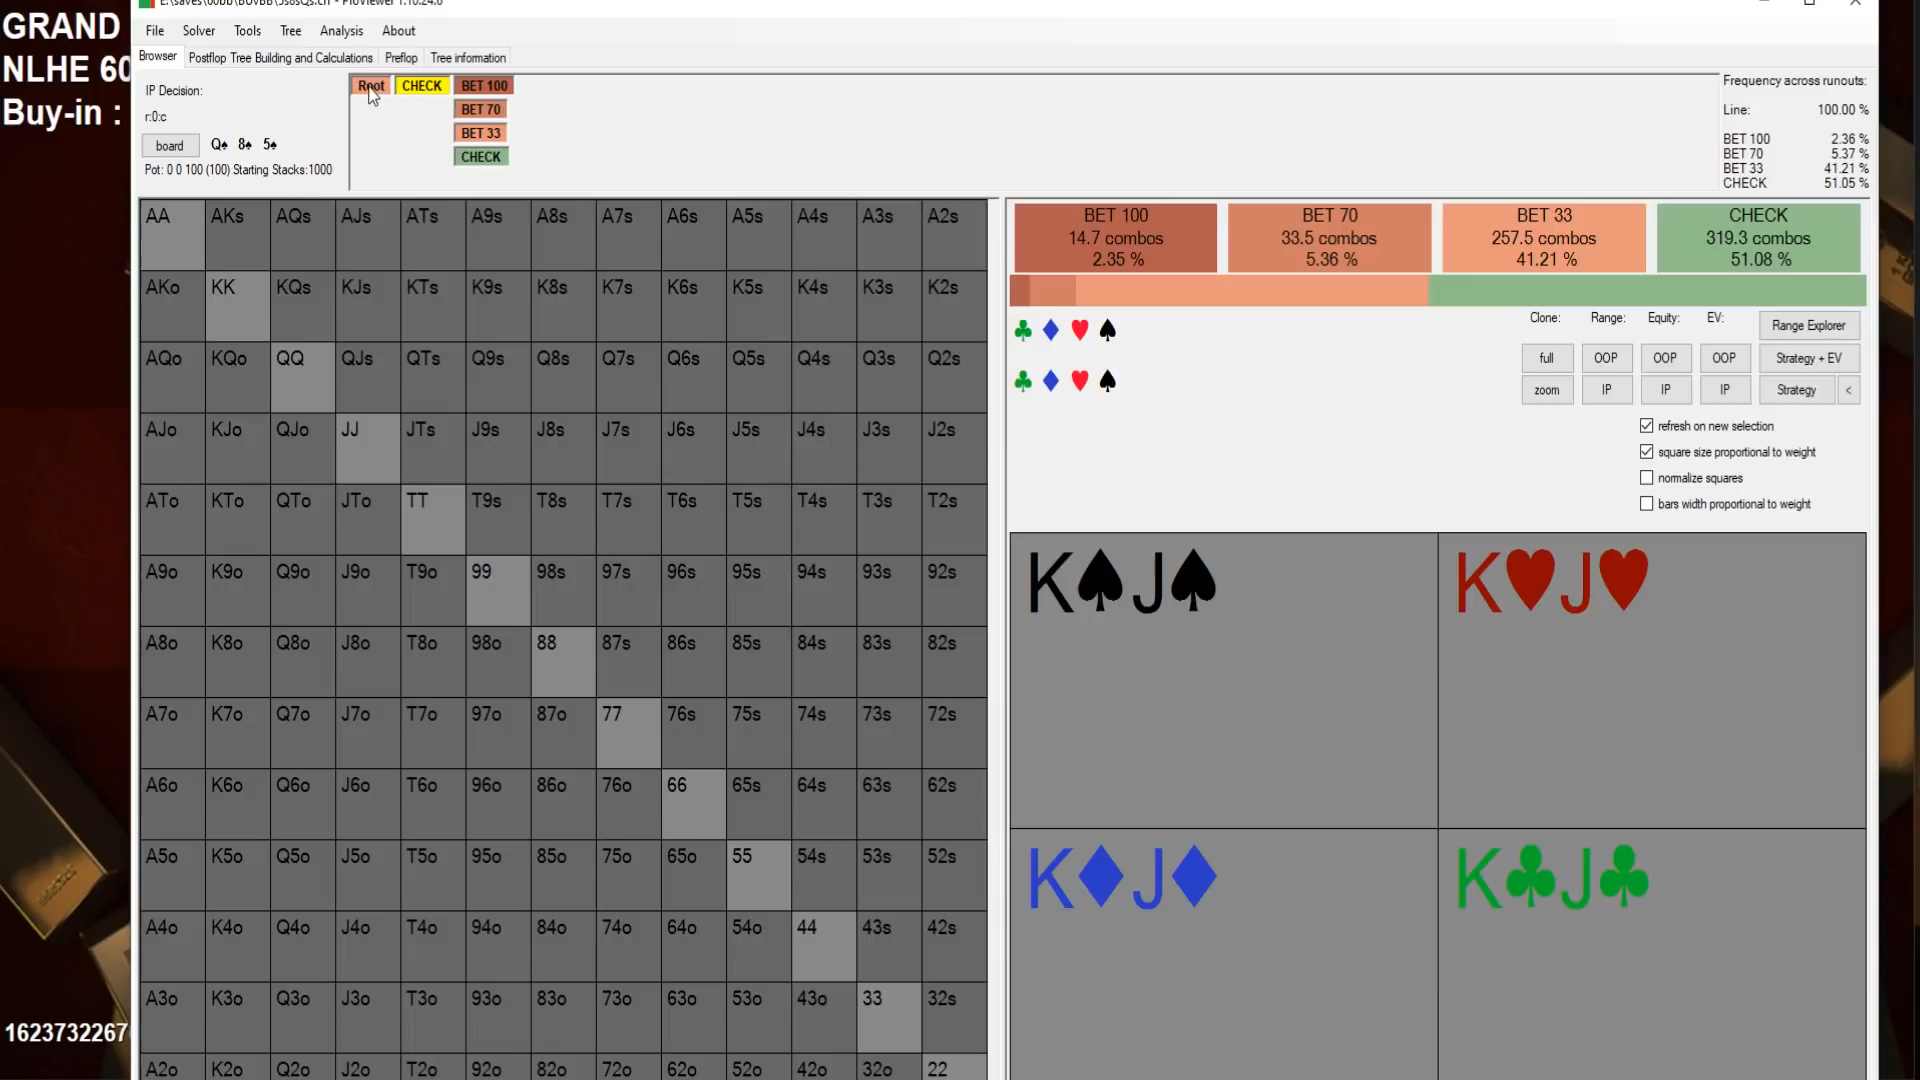 GRAND
NLHE 60
Buy-in :
1623732267
File Solver Tools Tree Analysis About
Browser Postflop Tree Building and Calculations Preflop Tree information
IP Decision:
r:0:c
board Q♠ 8♠ 5♠
Pot: 0 0 100 (100) Starting Stacks:1000
Root CHECK BET 100
BET 70
BET 33
CHECK
Frequency across runouts:
Line: 100.00 %
BET 100 2.36 %
BET 70 5.37 %
BET 33 41.21 %
CHECK 51.05 %
AA AKs AQs AJs ATs A9s A8s A7s A6s A5s A4s A3s A2s
AKo KK KQs KJs KTs K9s K8s K7s K6s K5s K4s K3s K2s
AQo KQo QQ QJs QTs Q9s Q8s Q7s Q6s Q5s Q4s Q3s Q2s
AJo KJo QJo JJ JTs J9s J8s J7s J6s J5s J4s J3s J2s
ATo KTo QTo JTo TT T9s T8s T7s T6s T5s T4s T3s T2s
A9o K9o Q9o J9o T9o 99 98s 97s 96s 95s 94s 93s 92s
A8o K8o Q8o J8o T8o 98o 88 87s 86s 85s 84s 83s 82s
A7o K7o Q7o J7o T7o 97o 87o 77 76s 75s 74s 73s 72s
A6o K6o Q6o J6o T6o 96o 86o 76o 66 65s 64s 63s 62s
A5o K5o Q5o J5o T5o 95o 85o 75o 65o 55 54s 53s 52s
A4o K4o Q4o J4o T4o 94o 84o 74o 64o 54o 44 43s 42s
A3o K3o Q3o J3o T3o 93o 83o 73o 63o 53o 43o 33 32s
A2o K2o Q2o J2o T2o 92o 82o 72o 62o 52o 42o 32o 22
BET 100 BET 70 BET 33 CHECK
14.7 combos 33.5 combos 257.5 combos 319.3 combos
2.35 % 5.36 % 41.21 % 51.08 %
♣ ♦ ♥ ♠
♣ ♦ ♥ ♠
Clone: Range: Equity: EV: Range Explorer
full OOP OOP OOP Strategy + EV
zoom IP IP IP Strategy <
refresh on new selection
square size proportional to weight
normalize squares
bars width proportional to weight
K♠J♠ K♥J♥
K♦J♦ K♣J♣